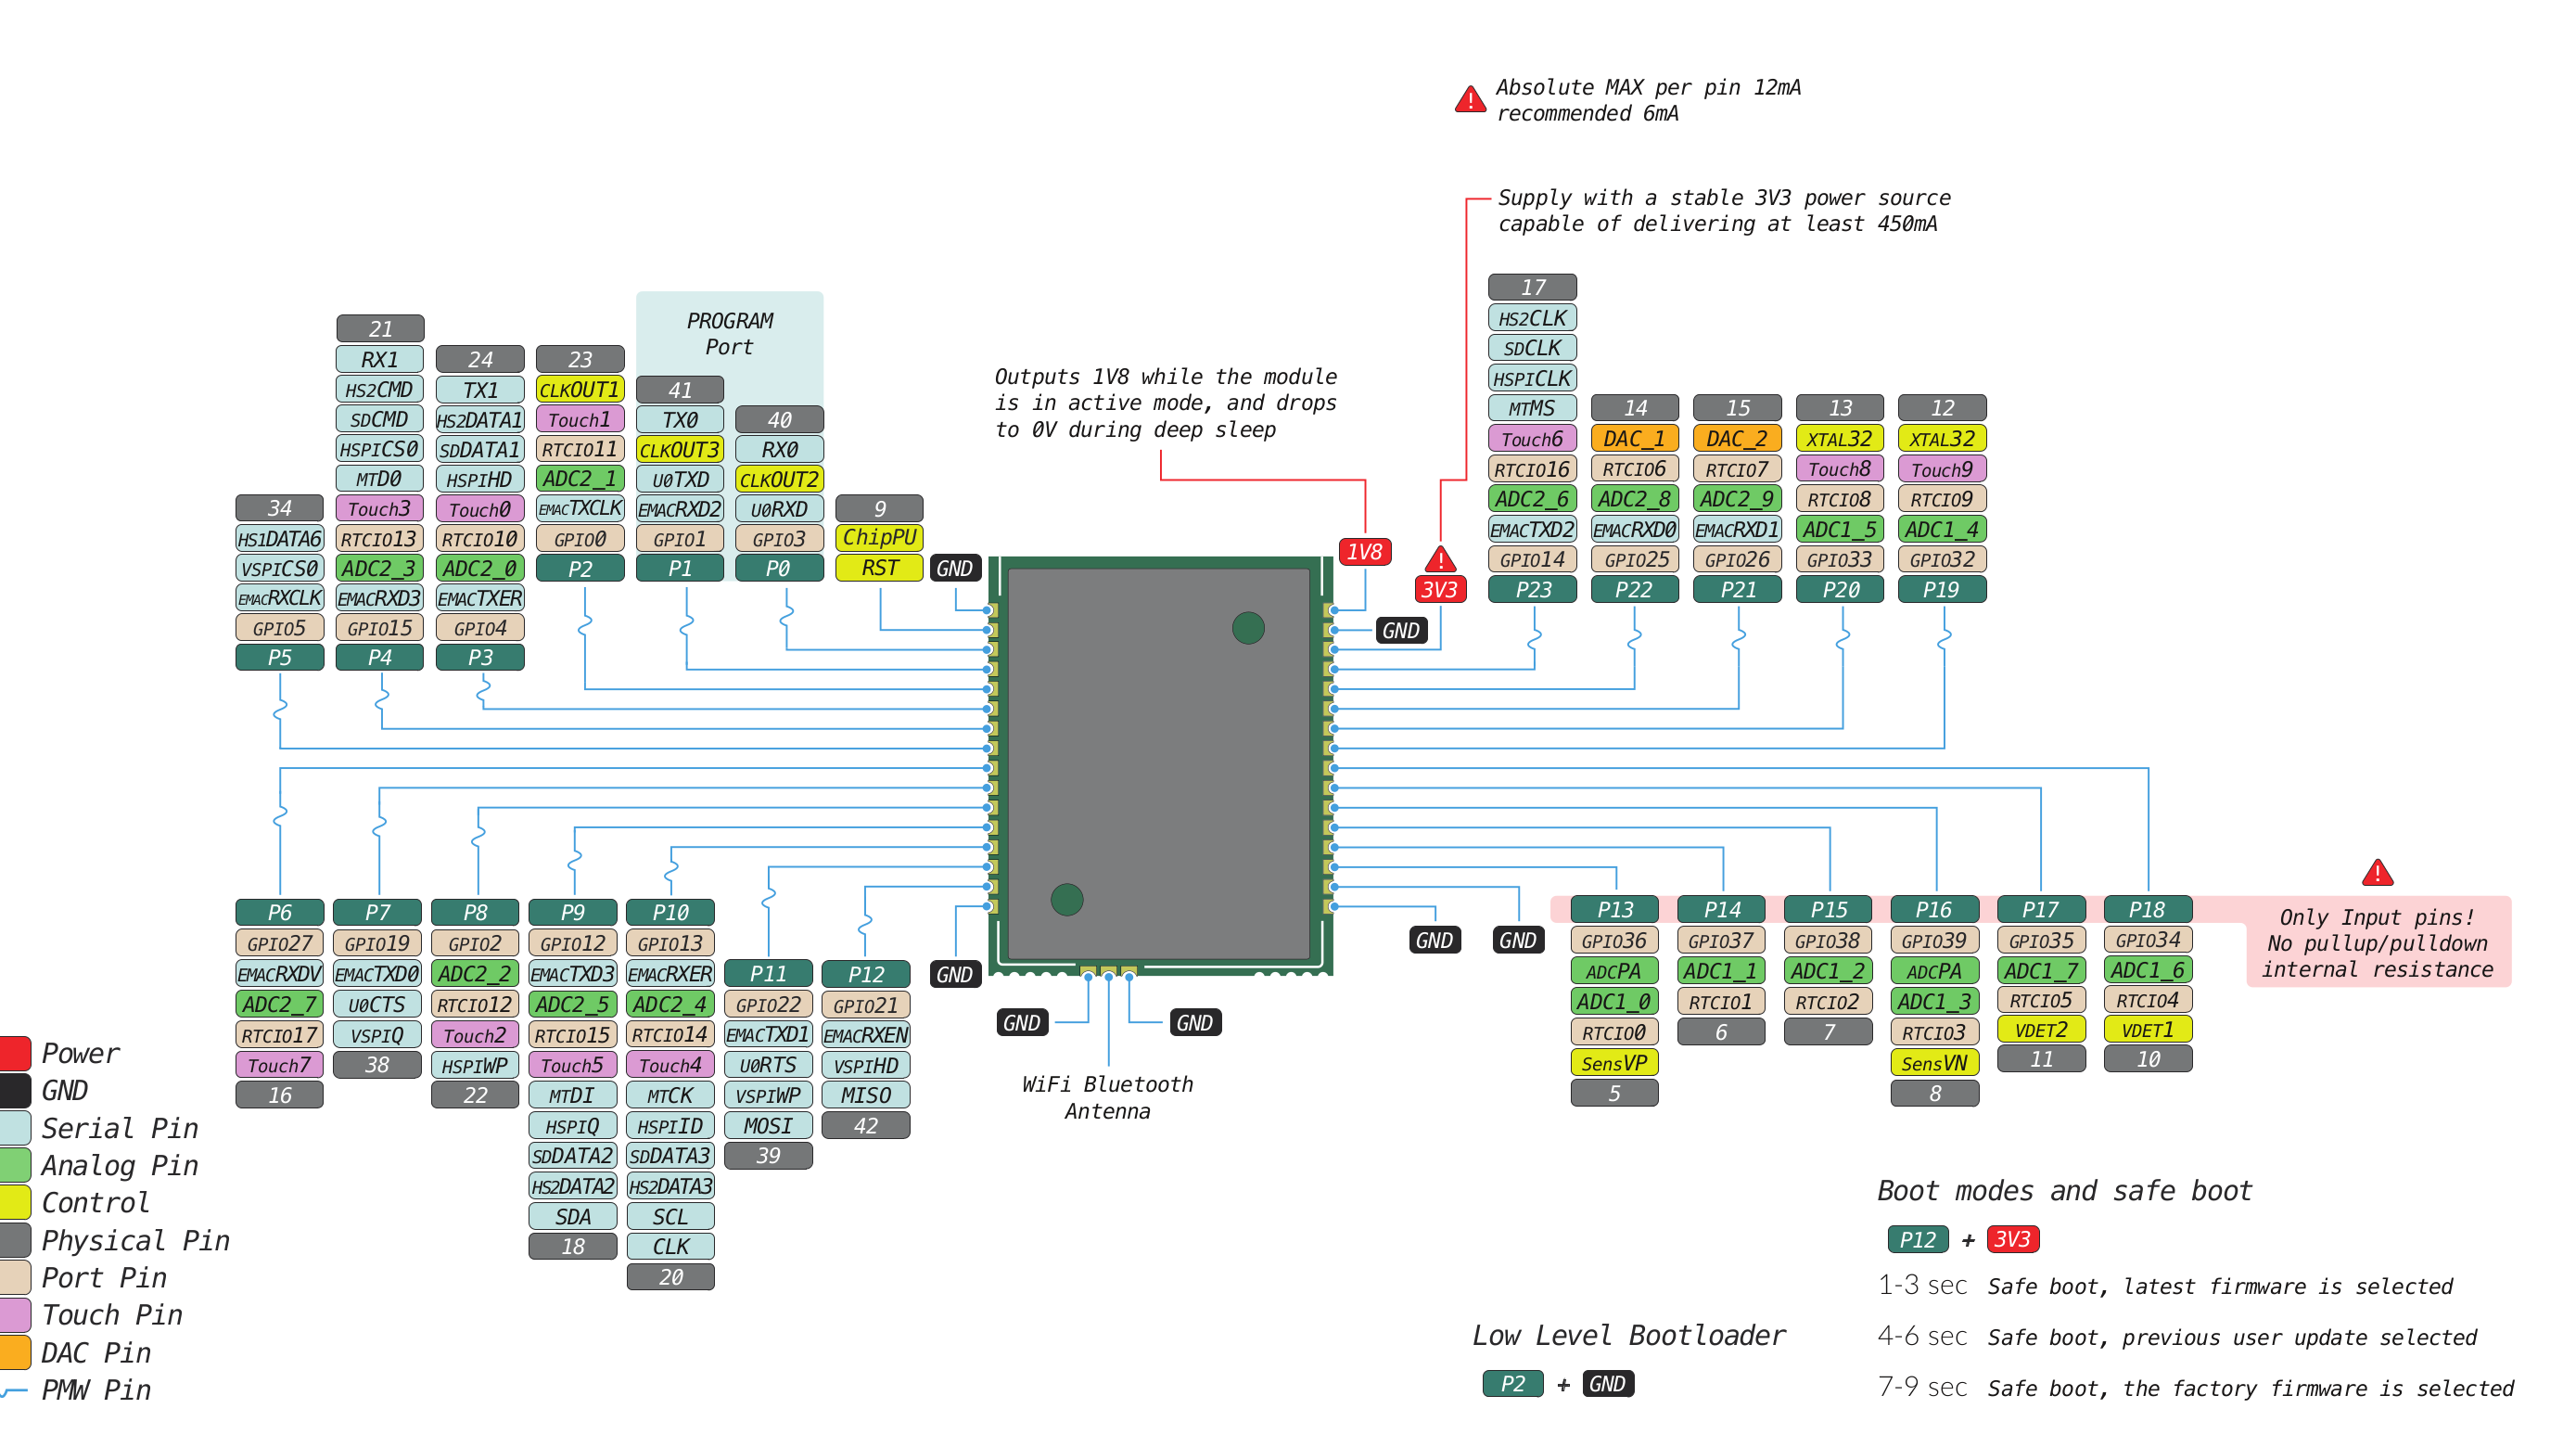 Absolute MAX per pin 12mA
recommended 6mA
Supply with a stable 3V3 power source
capable of delivering at least 450mA
Outputs 1V8 while the module
is in active mode, and drops
to 0V during deep sleep
PROGRAM
Port
34
HS1DATA6
VSPICS0
EMACRXCLK
GPIO5
P5
21
RX1
HS2CMD
SDCMD
HSPICS0
MTD0
Touch3
RTCIO13
ADC2_3
EMACRXD3
GPIO15
P4
24
TX1
HS2DATA1
SDDATA1
HSPIHD
Touch0
RTCIO10
ADC2_0
EMACTXER
GPIO4
P3
23
CLKOUT1
Touch1
RTCIO11
ADC2_1
EMACTXCLK
GPIO0
P2
41
TX0
CLKOUT3
U0TXD
EMACRXD2
GPIO1
P1
40
RX0
CLKOUT2
U0RXD
GPIO3
P0
9
ChipPU
RST
GND
1V8
GND
3V3
17
HS2CLK
SDCLK
HSPICLK
MTMS
Touch6
RTCIO16
ADC2_6
EMACTXD2
GPIO14
P23
14
DAC_1
RTCIO6
ADC2_8
EMACRXD0
GPIO25
P22
15
DAC_2
RTCIO7
ADC2_9
EMACRXD1
GPIO26
P21
13
XTAL32
Touch8
RTCIO8
ADC1_5
GPIO33
P20
12
XTAL32
Touch9
RTCIO9
ADC1_4
GPIO32
P19
P6
GPIO27
EMACRXDV
ADC2_7
RTCIO17
Touch7
16
P7
GPIO19
EMACTXD0
U0CTS
VSPIQ
38
P8
GPIO2
ADC2_2
RTCIO12
Touch2
HSPIWP
22
P9
GPIO12
EMACTXD3
ADC2_5
RTCIO15
Touch5
MTDI
HSPIQ
SDDATA2
HS2DATA2
SDA
18
P10
GPIO13
EMACRXER
ADC2_4
RTCIO14
Touch4
MTCK
HSPIID
SDDATA3
HS2DATA3
SCL
CLK
20
P11
GPIO22
EMACTXD1
U0RTS
VSPIWP
MOSI
39
P12
GPIO21
EMACRXEN
VSPIHD
MISO
42
GND
GND
GND
WiFi Bluetooth
Antenna
GND
GND
P13
GPIO36
ADCPA
ADC1_0
RTCIO0
SensVP
5
P14
GPIO37
ADC1_1
RTCIO1
6
P15
GPIO38
ADC1_2
RTCIO2
7
P16
GPIO39
ADCPA
ADC1_3
RTCIO3
SensVN
8
P17
GPIO35
ADC1_7
RTCIO5
VDET2
11
P18
GPIO34
ADC1_6
RTCIO4
VDET1
10
Only Input pins!
No pullup/pulldown
internal resistance
Power
GND
Serial Pin
Analog Pin
Control
Physical Pin
Port Pin
Touch Pin
DAC Pin
PMW Pin
Low Level Bootloader
P2 + GND
Boot modes and safe boot
P12 + 3V3
1-3 sec Safe boot, latest firmware is selected
4-6 sec Safe boot, previous user update selected
7-9 sec Safe boot, the factory firmware is selected